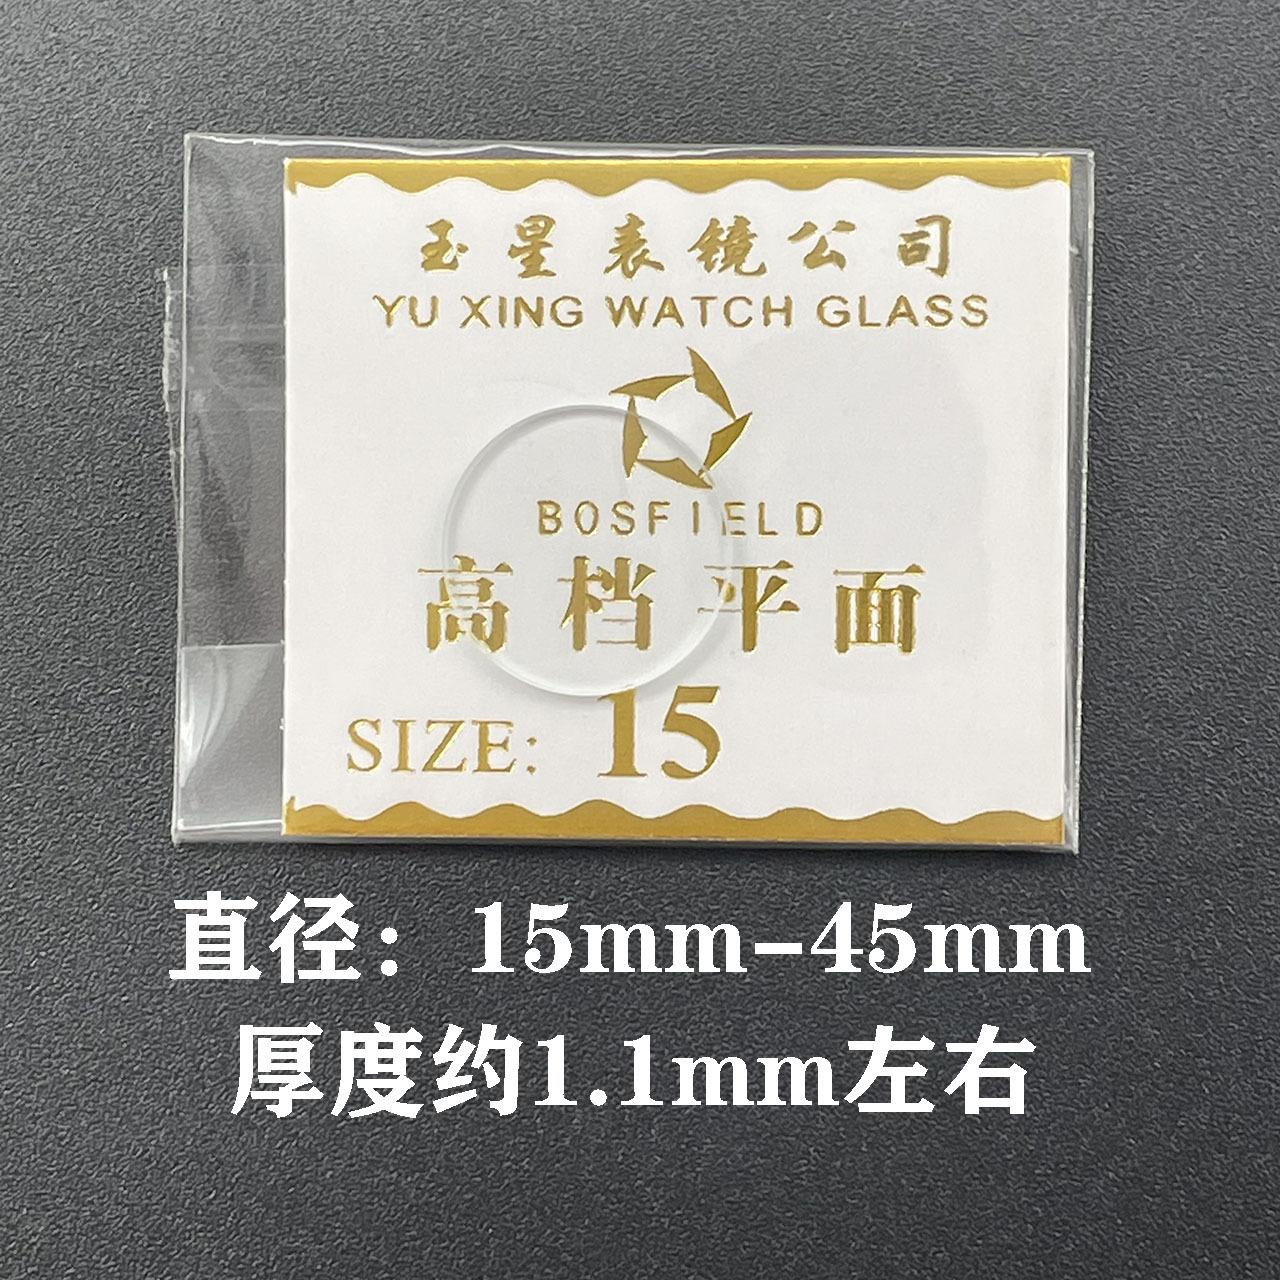 玉星表镜公司
YU XING WATCH GLASS
BOSFIELD
高档平面
SIZE: 15
直径：15mm-45mm
厚度约1.1mm左右